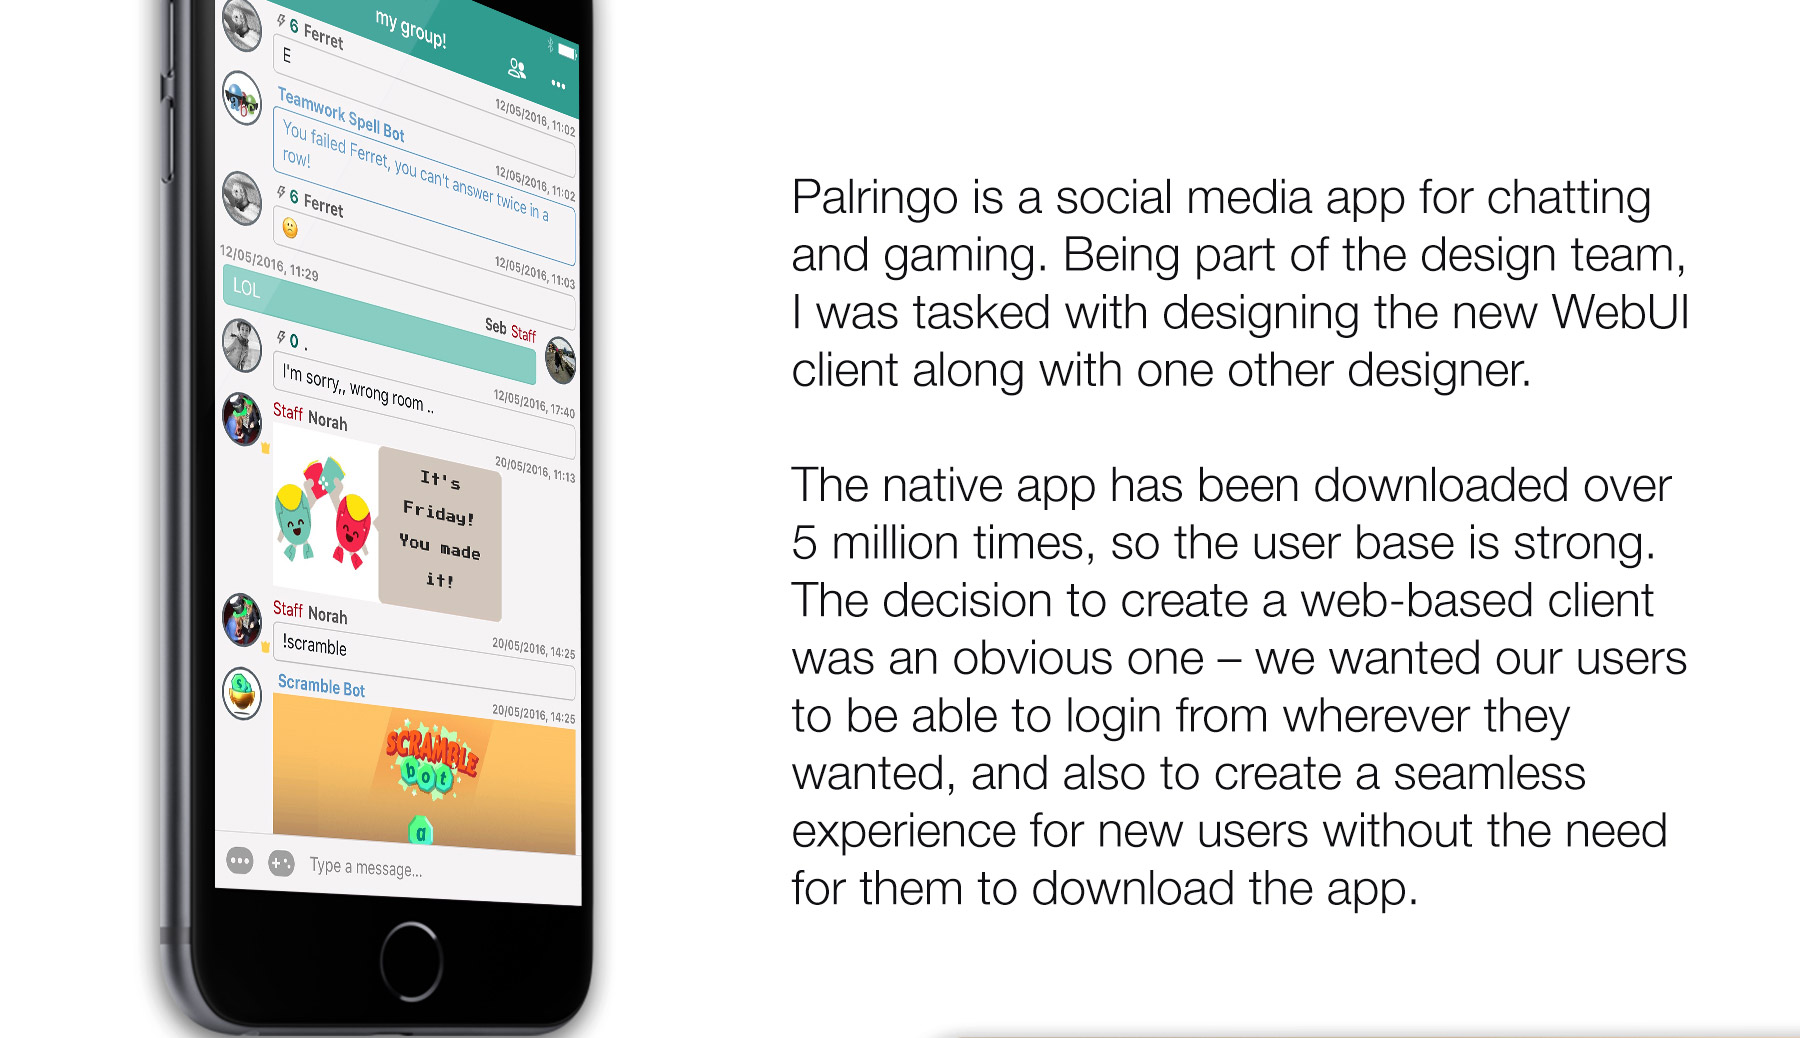 my group!
6 Ferret
E
12/05/2016, 11:02
Teamwork Spell Bot
You failed Ferret, you can't answer twice in a
row!
12/05/2016, 11:02
6 Ferret
12/05/2016, 11:03
12/05/2016, 11:29
LOL
Seb Staff
0 .
I'm sorry,, wrong room ..
12/05/2016, 17:40
Staff Norah
20/05/2016, 11:13
It's
Friday!
You made
it!
Staff Norah
!scramble
20/05/2016, 14:25
Scramble Bot
20/05/2016, 14:25
SCRAMBLE
bot
a
Type a message...
Palringo is a social media app for chatting
and gaming. Being part of the design team,
I was tasked with designing the new WebUI
client along with one other designer.
The native app has been downloaded over
5 million times, so the user base is strong.
The decision to create a web-based client
was an obvious one – we wanted our users
to be able to login from wherever they
wanted, and also to create a seamless
experience for new users without the need
for them to download the app.